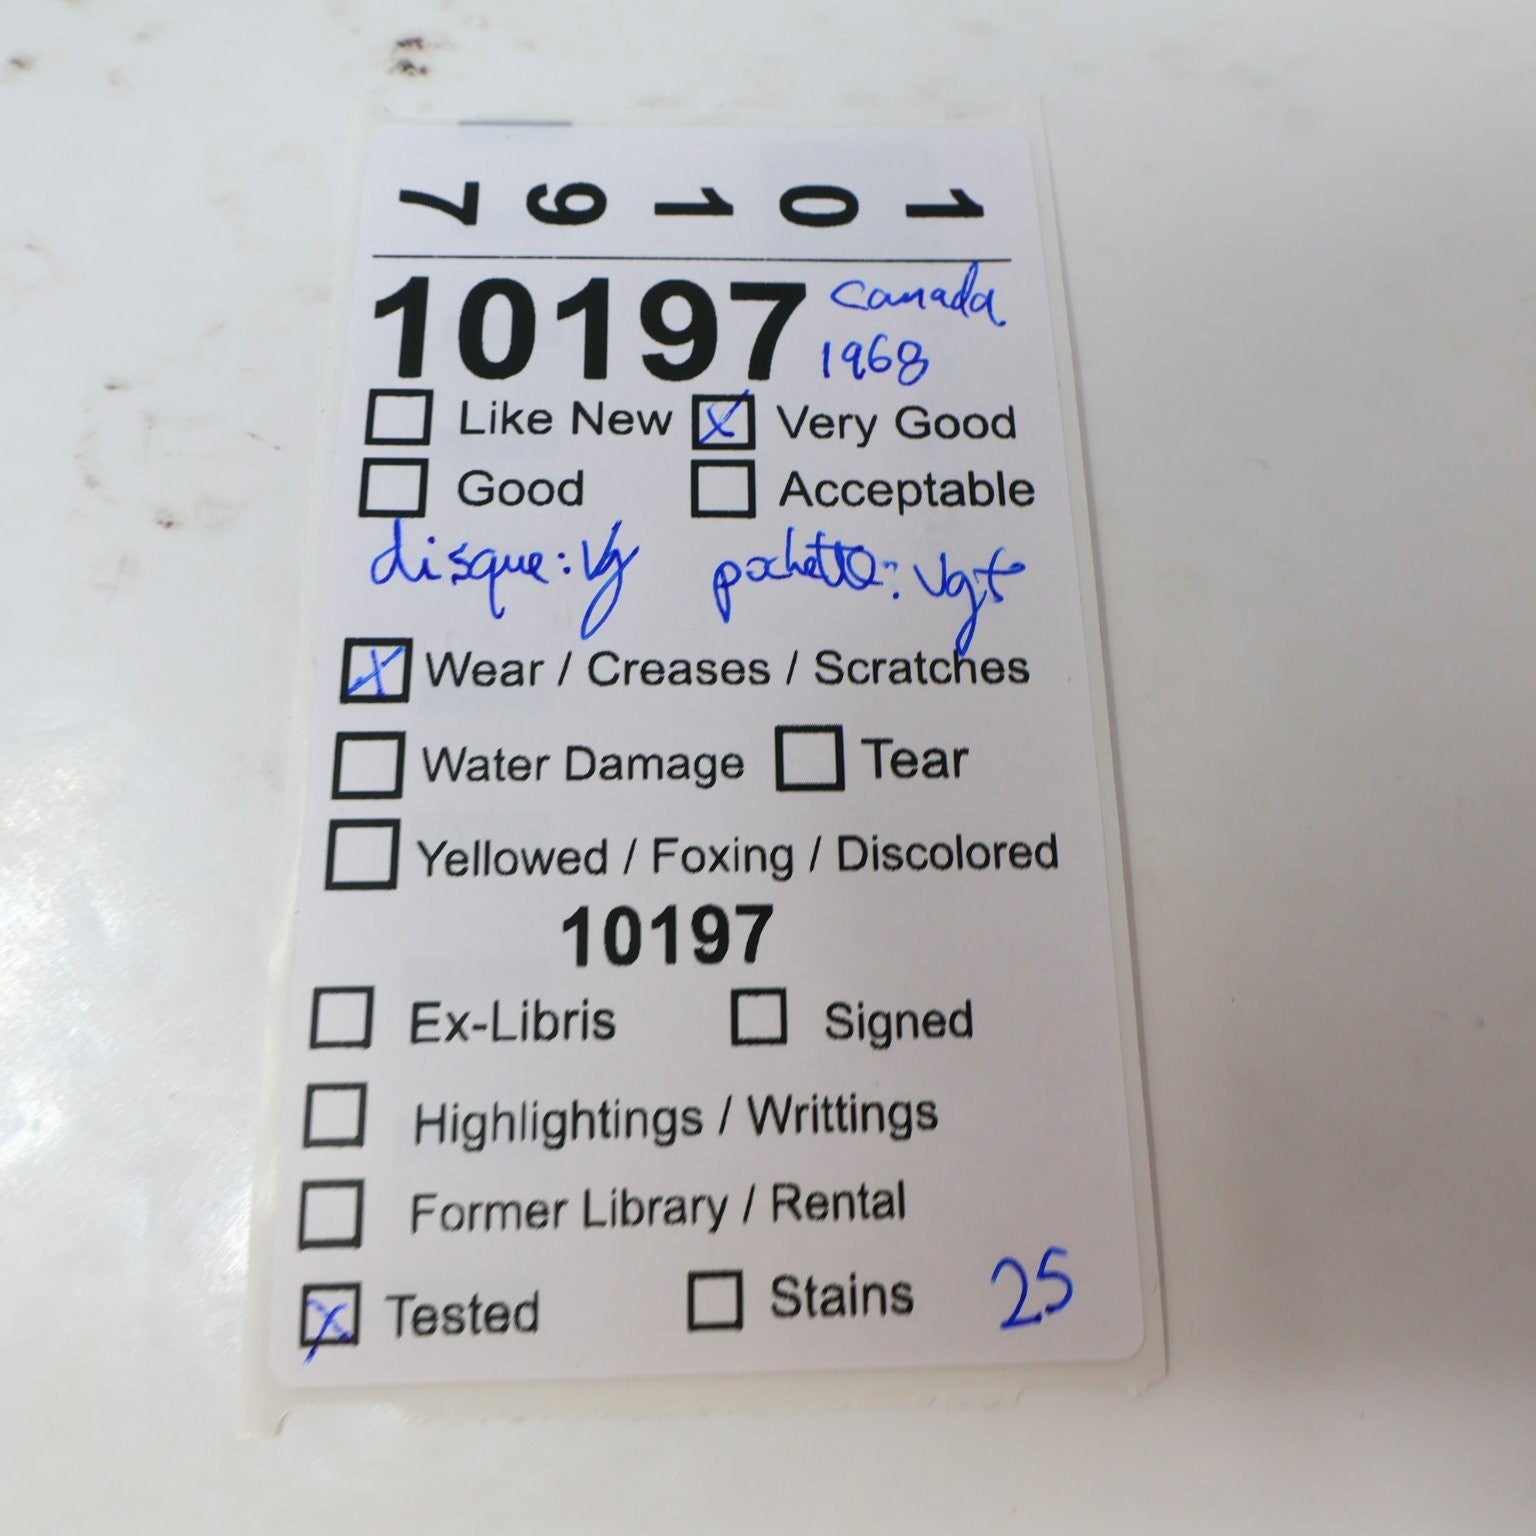 1 0 1 9 7
10197 canada
1968
Like New Very Good
Good Acceptable
disque: Vg pochette: Vg+
Wear / Creases / Scratches
Water Damage Tear
Yellowed / Foxing / Discolored
10197
Ex-Libris Signed
Highlightings / Writtings
Former Library / Rental
Tested Stains 25